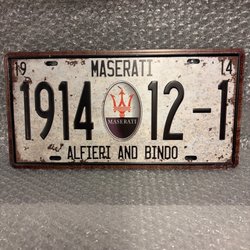 19 MASERATI 14
1914 MASERATI 12-1
ALFIERI AND BINDO